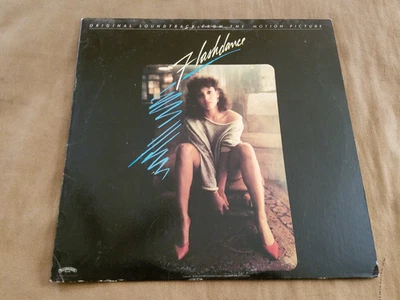 ORIGINAL SOUNDTRACK FROM THE MOTION PICTURE
Flashdance